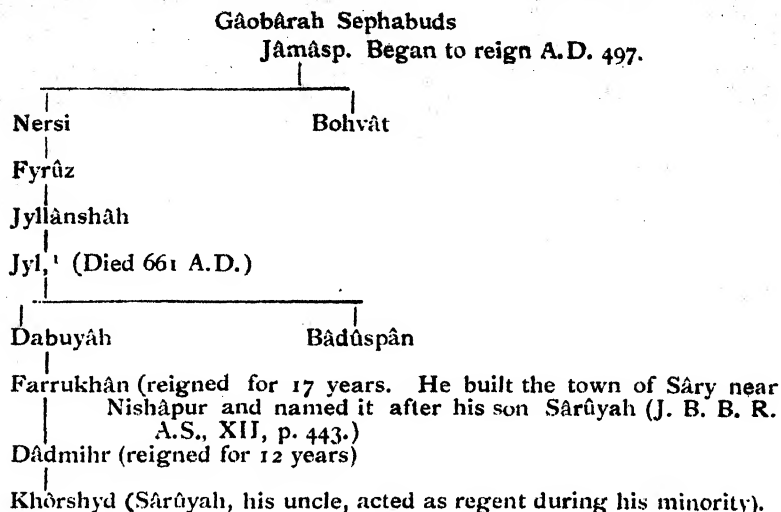 Gâobârah Sephabuds
Jâmâsp. Began to reign A.D. 497.
Nersi Bohvât
Fyrûz
Jyllânshâh
Jyl,¹ (Died 661 A.D.)
Dabuyâh Bâdûspân
Farrukhân (reigned for 17 years. He built the town of Sâry near
Nishâpur and named it after his son Sârûyah (J. B. B. R.
A.S., XII, p. 443.)
Dâdmihr (reigned for 12 years)
Khôrshyd (Sârûyah, his uncle, acted as regent during his minority).